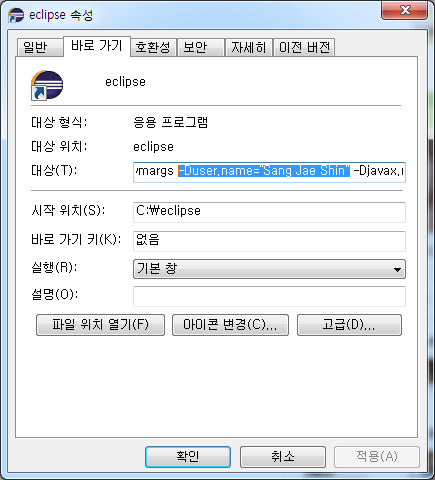 eclipse 속성
일반 바로 가기 호환성 보안 자세히 이전 버전
eclipse
대상 형식: 응용 프로그램
대상 위치: eclipse
대상(T): -Duser,name="Sang Jae Shin"
시작 위치(S): C:₩eclipse
바로 가기 키(K): 없음
실행(R): 기본 창
설명(O):
파일 위치 열기(F) 아이콘 변경(C)... 고급(D)...
확인 취소 적용(A)